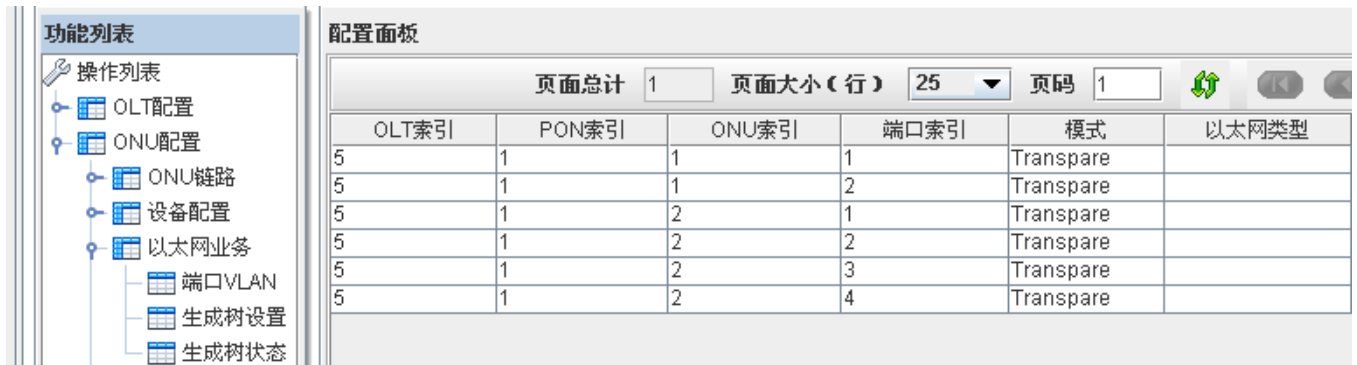 功能列表
操作列表
OLT配置
ONU配置
ONU链路
设备配置
以太网业务
端口VLAN
生成树设置
生成树状态
配置面板
页面总计 1 页面大小（行） 25 页码 1
OLT索引 PON索引 ONU索引 端口索引 模式 以太网类型
5 1 1 1 Transpare
5 1 1 2 Transpare
5 1 2 1 Transpare
5 1 2 2 Transpare
5 1 2 3 Transpare
5 1 2 4 Transpare